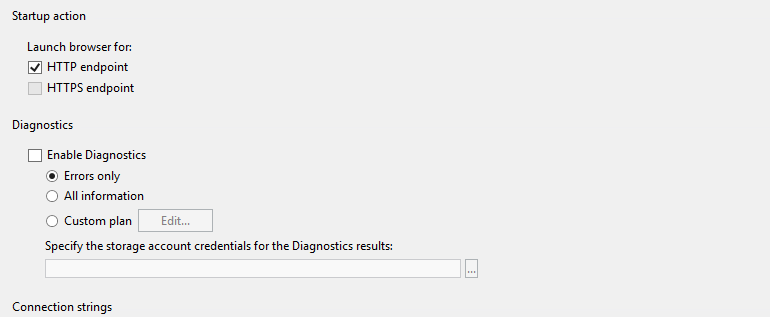 Startup action
Launch browser for:
HTTP endpoint
HTTPS endpoint
Diagnostics
Enable Diagnostics
Errors only
All information
Custom plan Edit...
Specify the storage account credentials for the Diagnostics results:
...
Connection strings